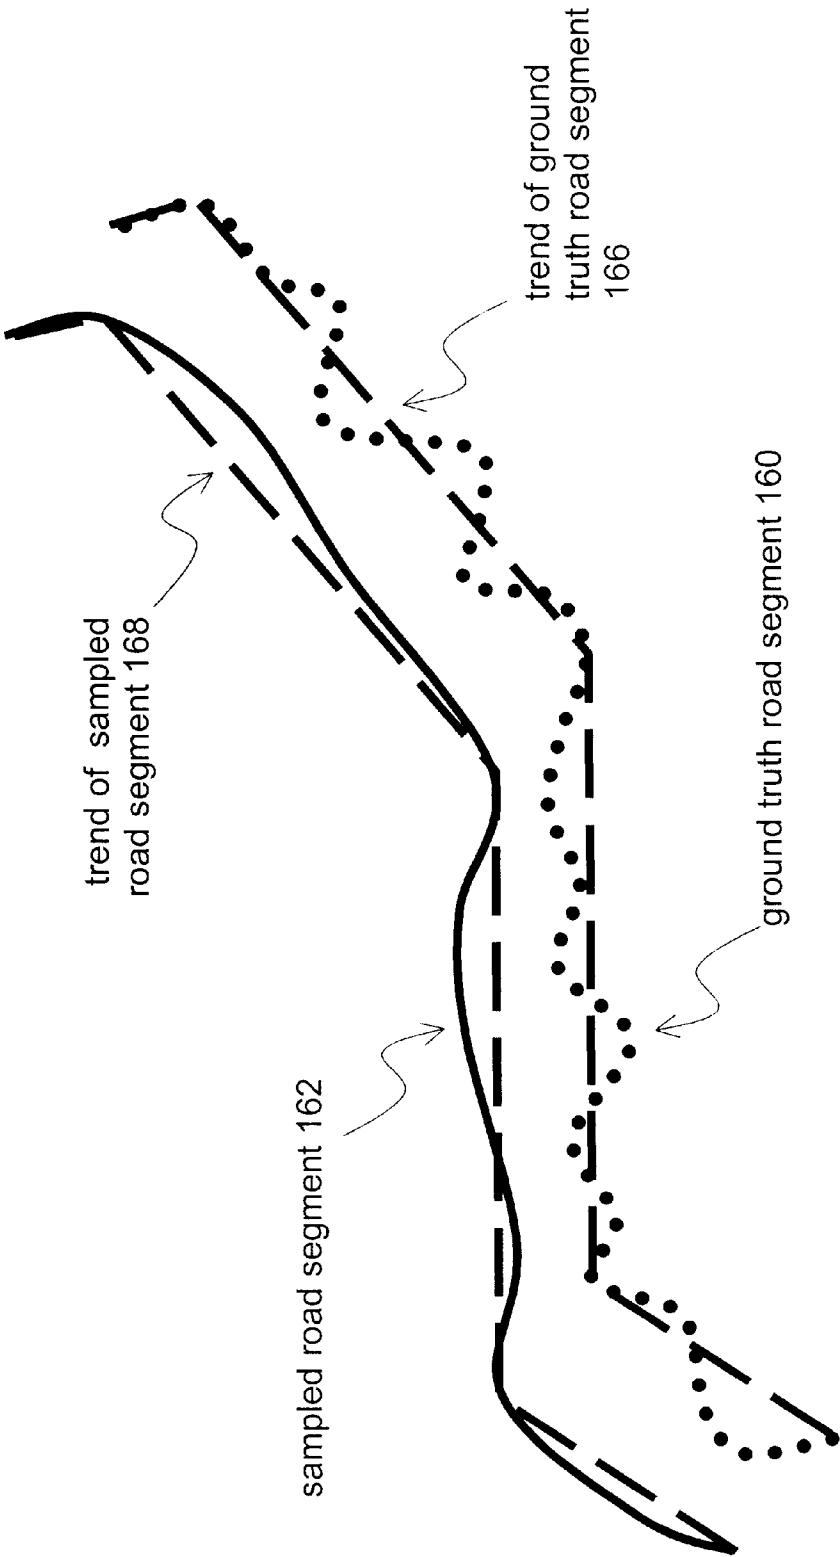 sampled road segment 162
trend of sampled
road segment 168
ground truth road segment 160
trend of ground
truth road segment
166